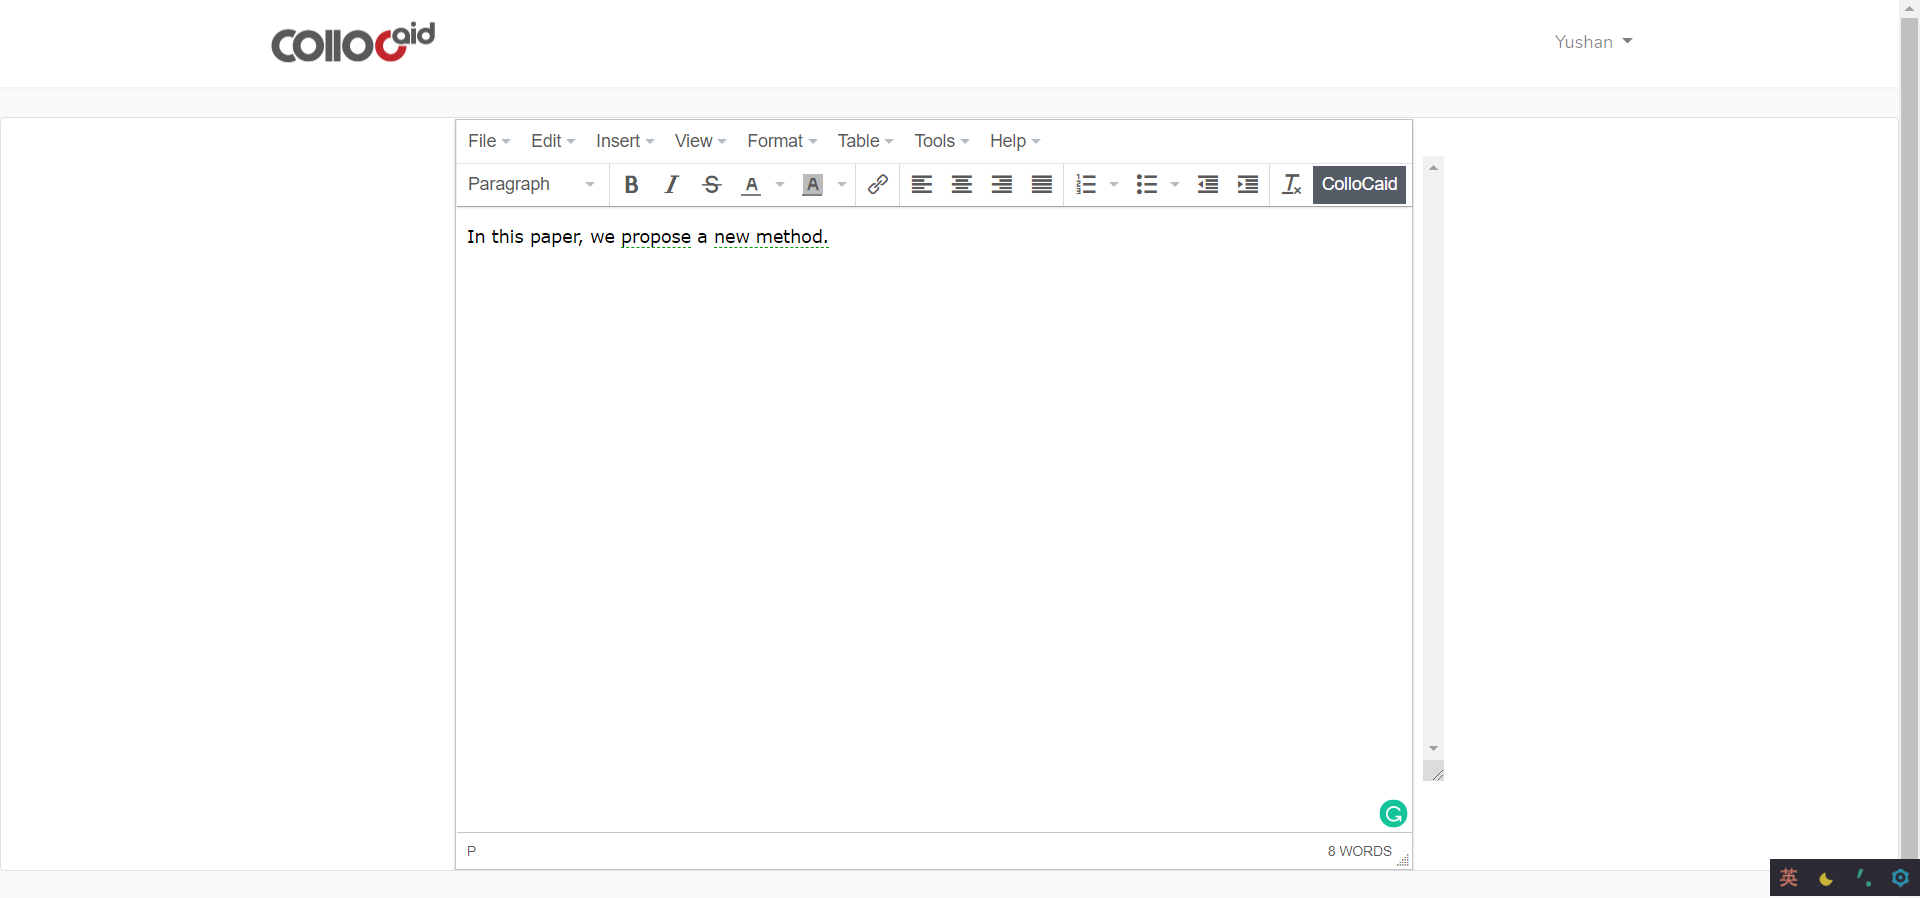 collocaid
Yushan
File Edit Insert View Format Table Tools Help
Paragraph B I S A A ColloCaid
In this paper, we propose a new method.
P 8 WORDS
英